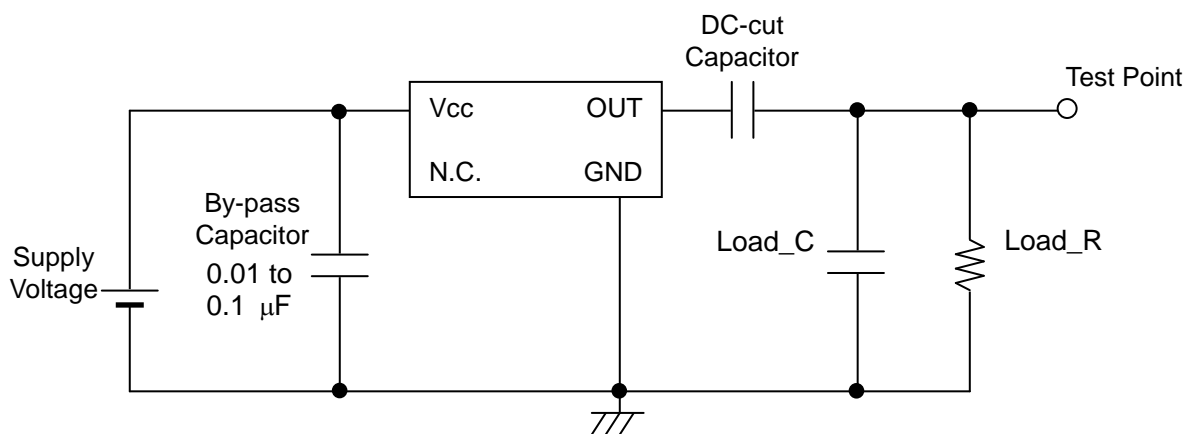 DC-cut
Capacitor
Test Point
Vcc
OUT
N.C.
GND
By-pass
Capacitor
0.01 to
0.1 μF
Supply
Voltage
Load_C
Load_R